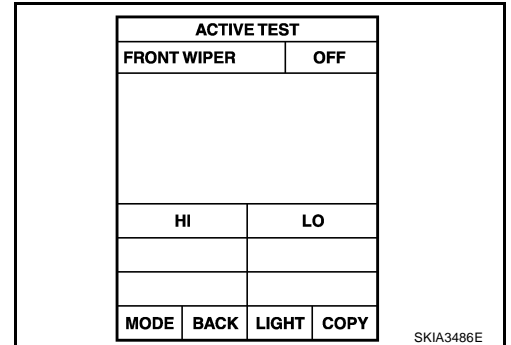 ACTIVE TEST
FRONT WIPER OFF
HI LO
MODE BACK LIGHT COPY
SKIA3486E